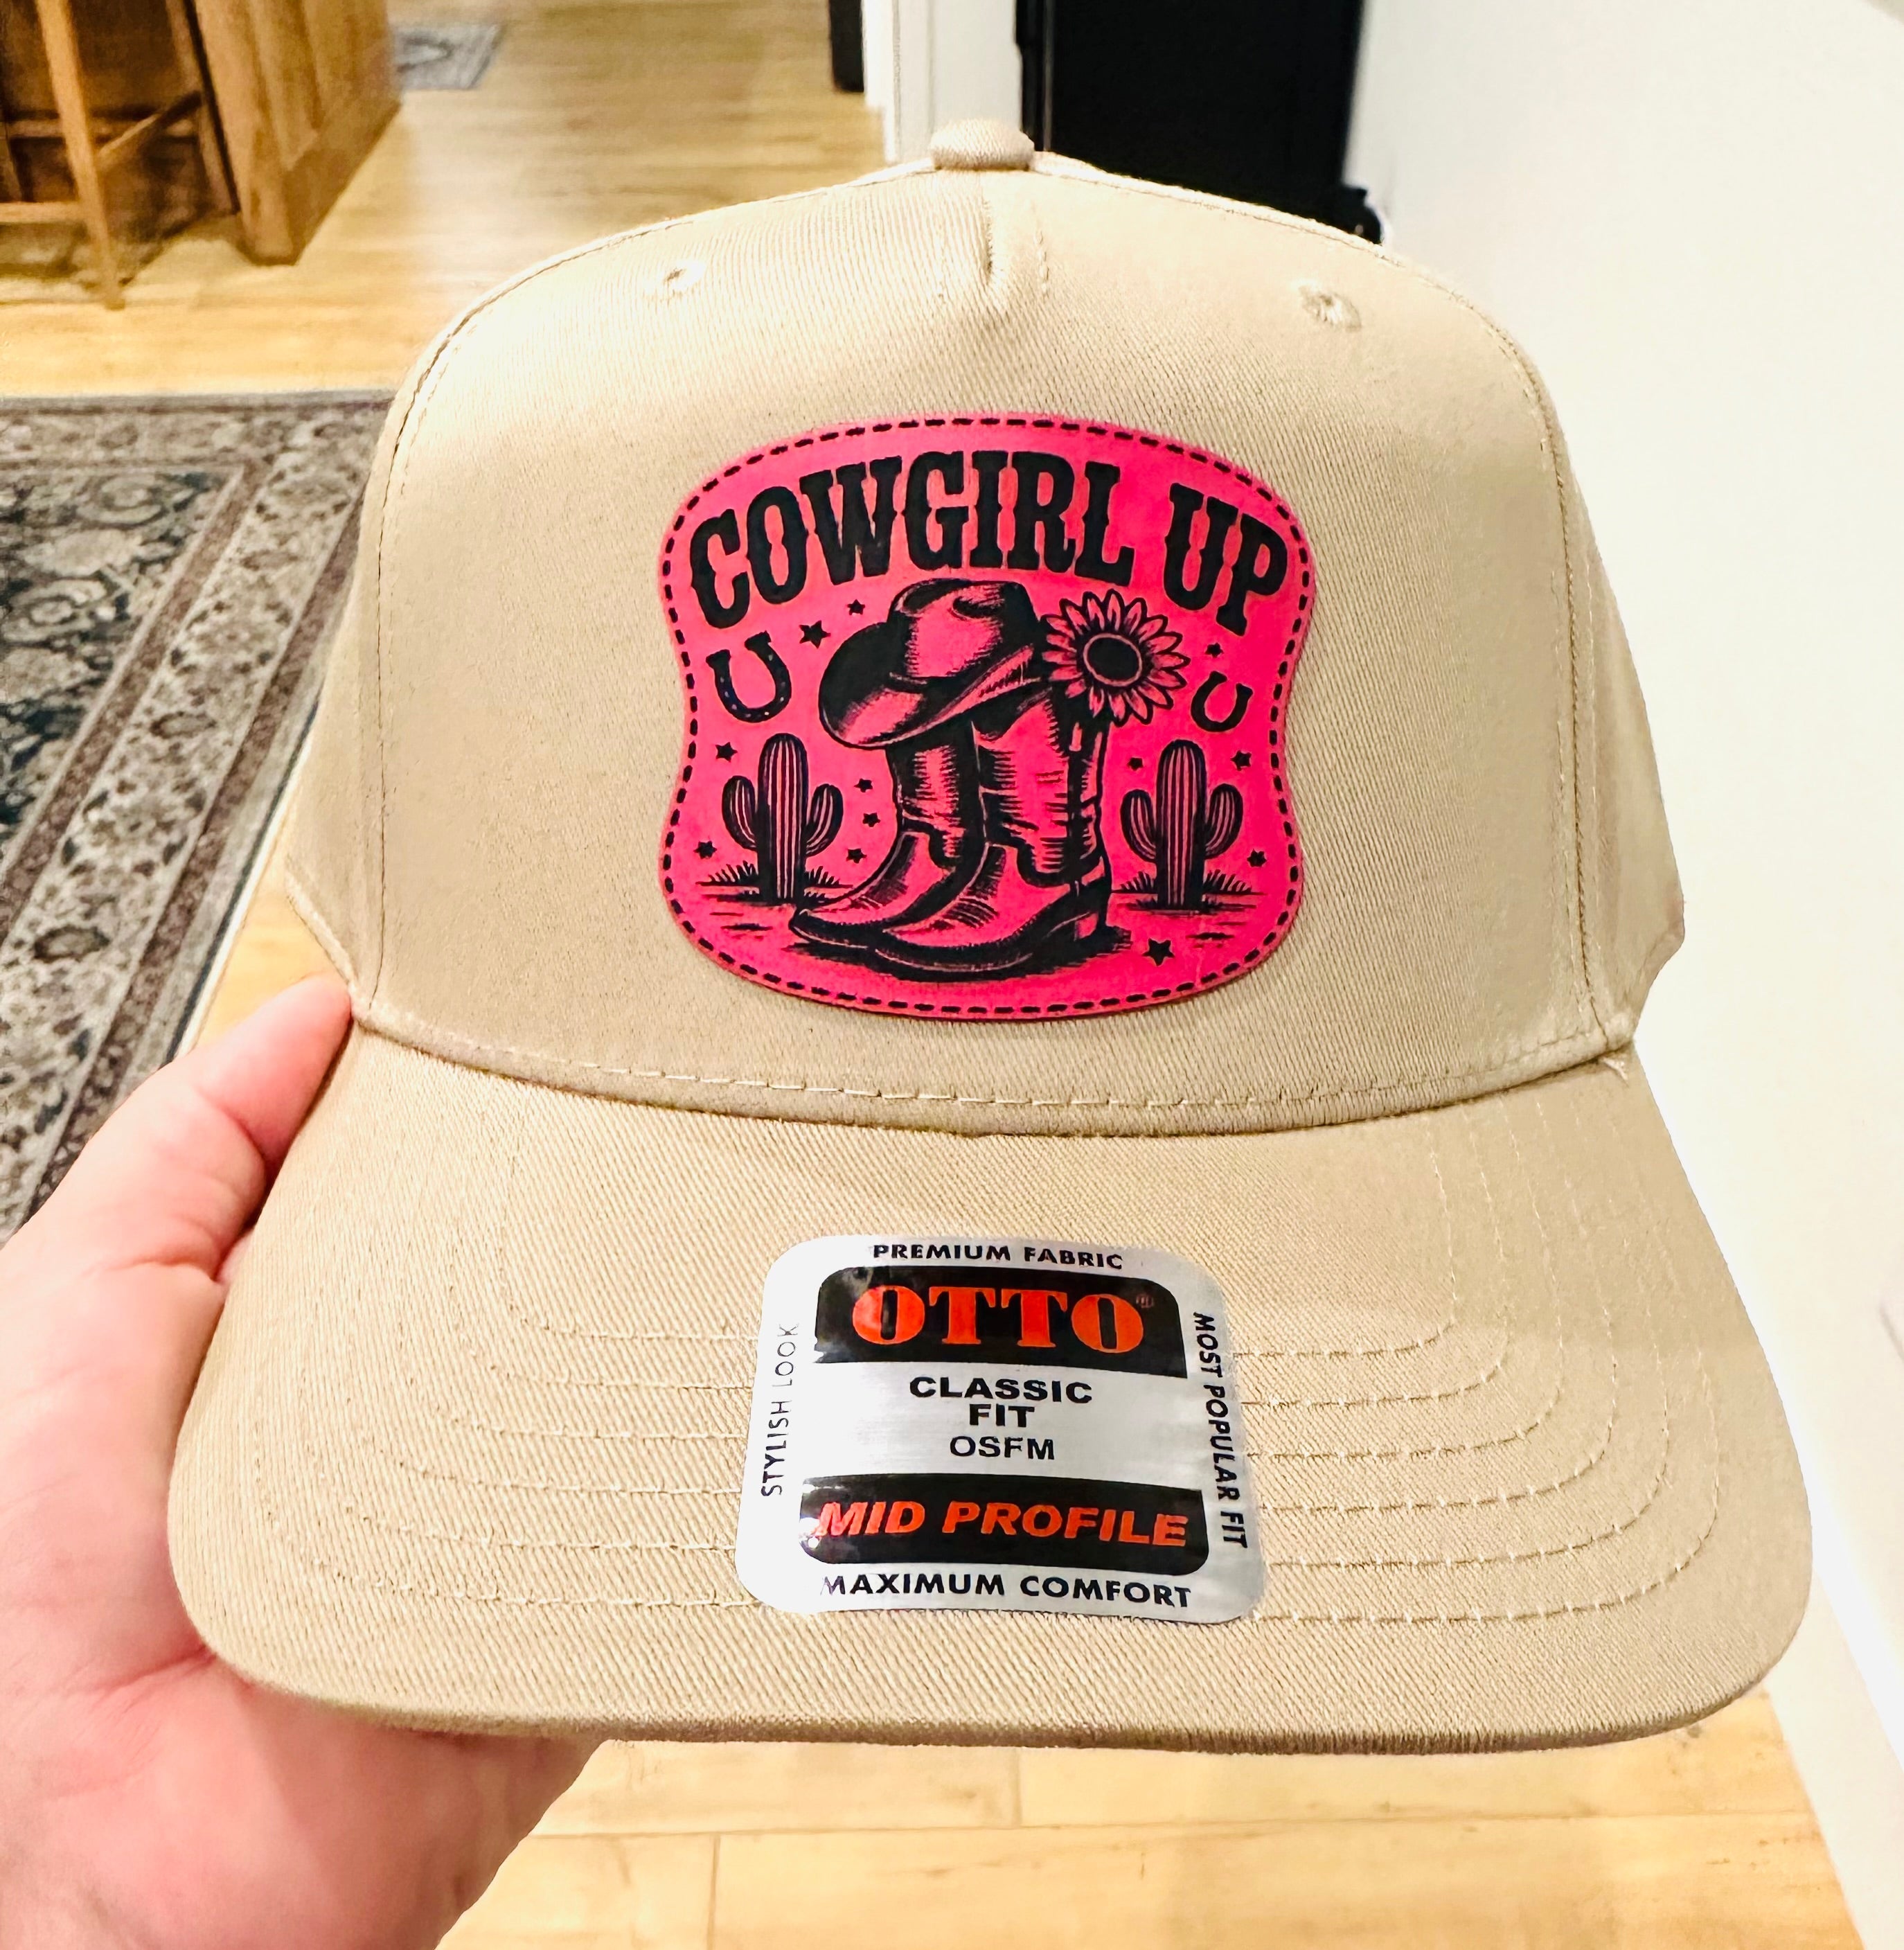 COWGIRL UP
PREMIUM FABRIC
OTTO®
CLASSIC
FIT
OSFM
MID PROFILE
MAXIMUM COMFORT
STYLISH LOOK
MOST POPULAR FIT